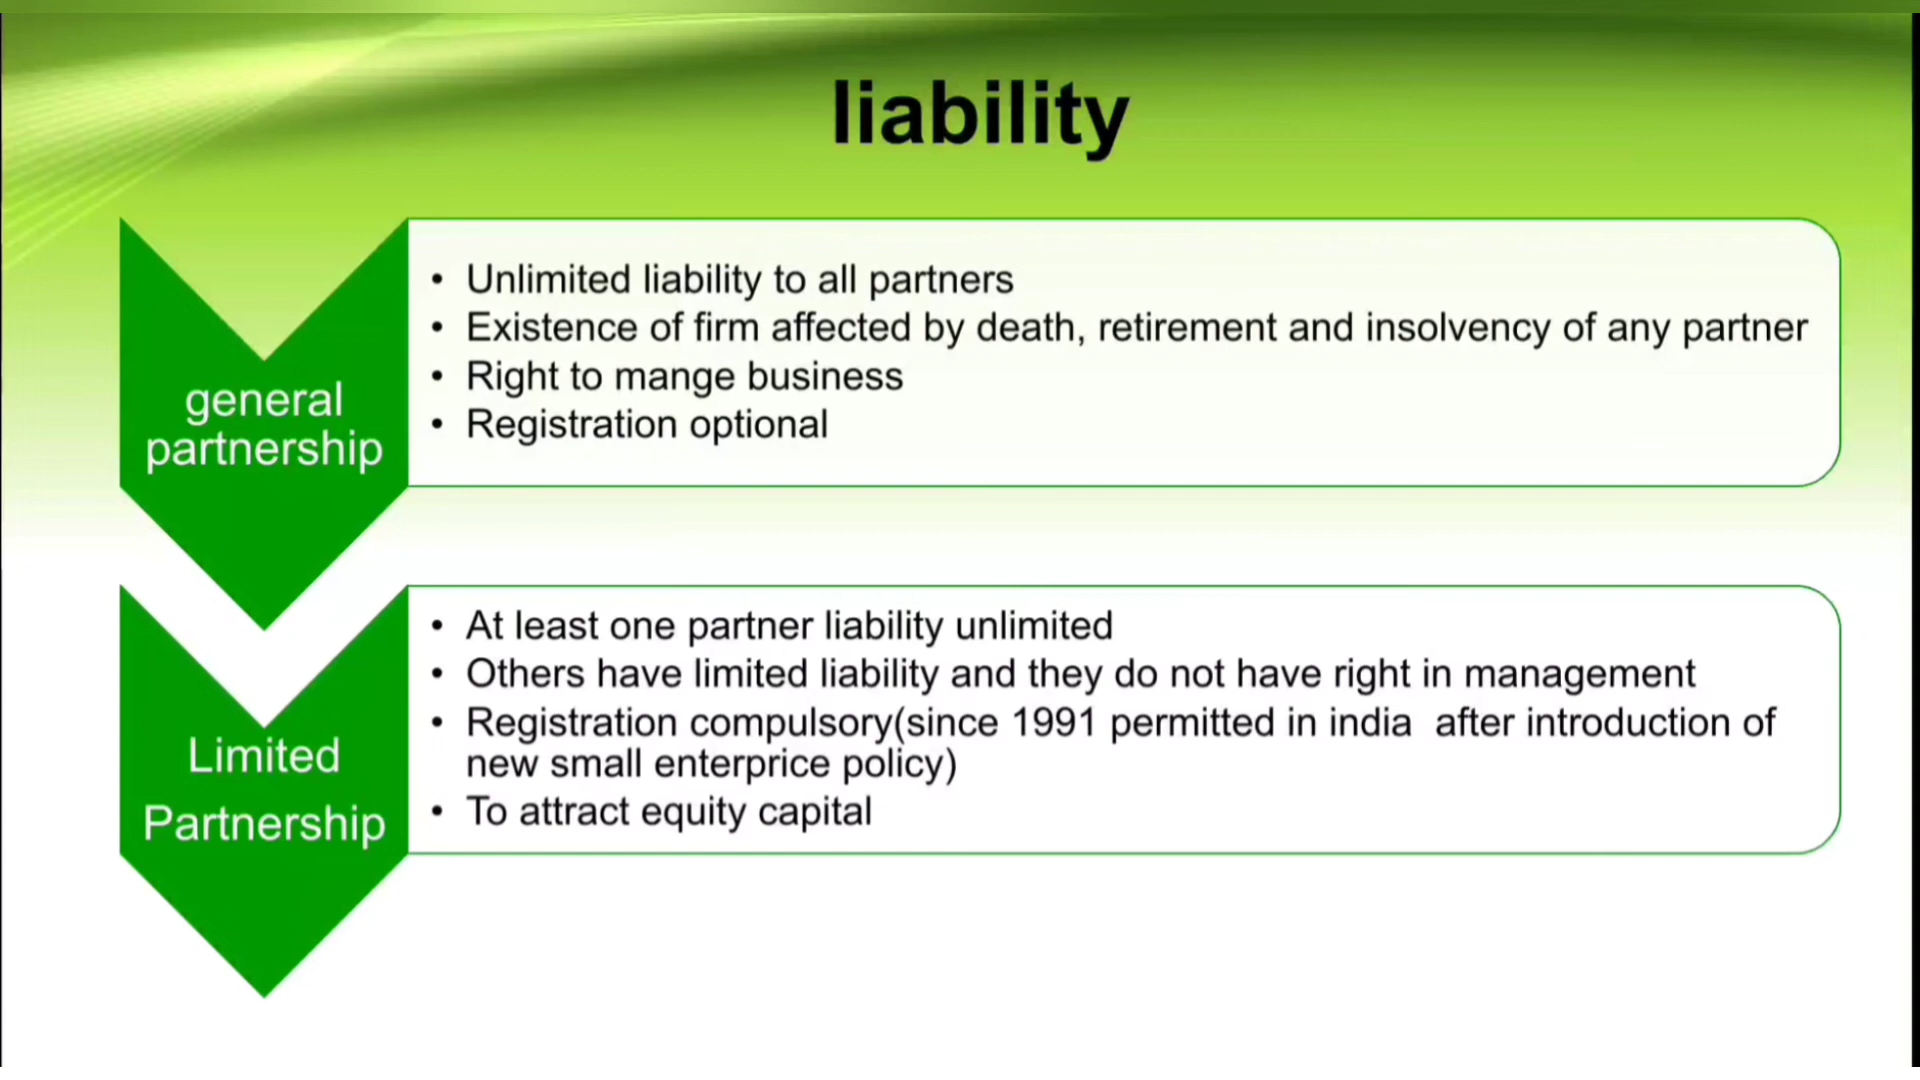 liability
general
partnership
• Unlimited liability to all partners
• Existence of firm affected by death, retirement and insolvency of any partner
• Right to mange business
• Registration optional
Limited
Partnership
• At least one partner liability unlimited
• Others have limited liability and they do not have right in management
• Registration compulsory(since 1991 permitted in india  after introduction of
new small enterprice policy)
• To attract equity capital